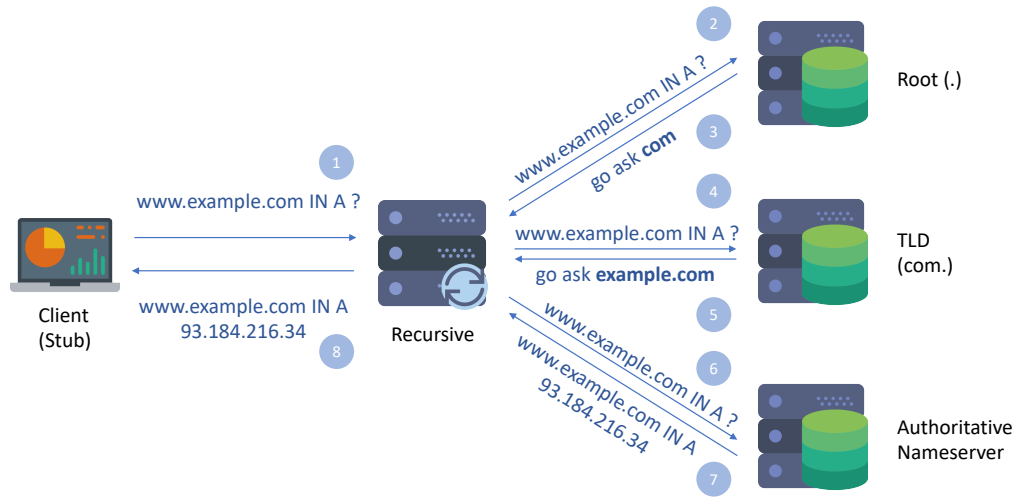 1
www.example.com IN A ?
Client
(Stub)
www.example.com IN A
93.184.216.34
8
Recursive
2
www.example.com IN A ?
go ask com
3
Root (.)
4
www.example.com IN A ?
go ask example.com
5
TLD
(com.)
6
www.example.com IN A ?
www.example.com IN A
93.184.216.34
7
Authoritative
Nameserver